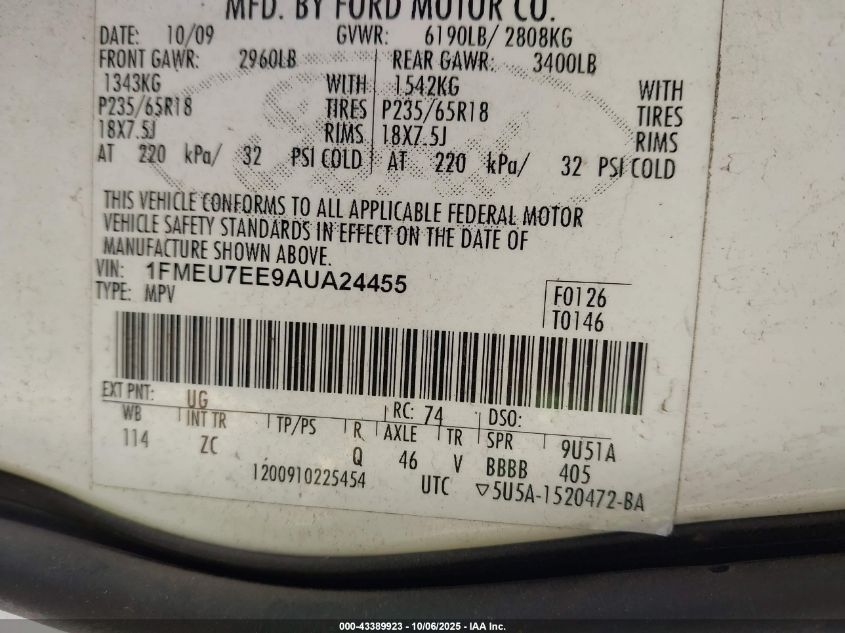 MFD. BY FORD MOTOR CO.
DATE: 10/09 GVWR: 6190LB/ 2808KG
FRONT GAWR: 2960LB REAR GAWR: 3400LB
1343KG WITH 1542KG WITH
P235/65R18 TIRES P235/65R18 TIRES
18X7.5J RIMS 18X7.5J RIMS
AT 220 kPa/ 32 PSI COLD AT 220 kPa/ 32 PSI COLD
THIS VEHICLE CONFORMS TO ALL APPLICABLE FEDERAL MOTOR
VEHICLE SAFETY STANDARDS IN EFFECT ON THE DATE OF
MANUFACTURE SHOWN ABOVE.
VIN: 1FMEU7EE9AUA24455
TYPE: MPV
F0126
T0146
EXT PNT: UG RC: 74 DSO:
WB INT TR TP/PS R AXLE TR SPR 9U51A
114 ZC Q 46 V BBBB 405
1200910225454 UTC ▽5U5A-1520472-BA
000-43389923 - 10/06/2025 - IAA Inc.